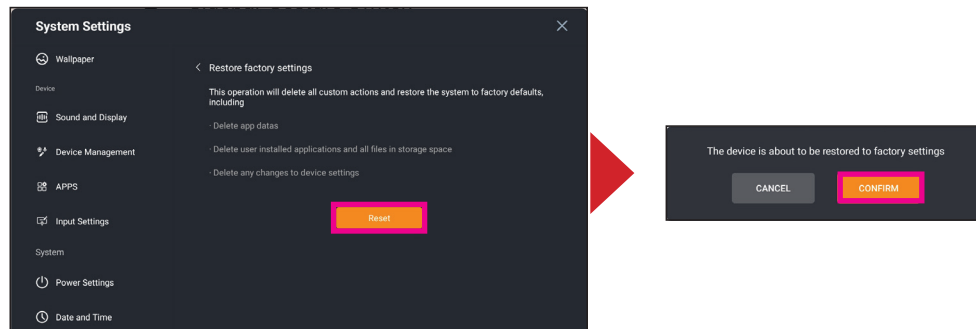 System Settings
Wallpaper
Device
Sound and Display
Device Management
APPS
Input Settings
System
Power Settings
Date and Time
Restore factory settings
This operation will delete all custom actions and restore the system to factory defaults,
including
· Delete app datas
· Delete user installed applications and all files in storage space
· Delete any changes to device settings
Reset
The device is about to be restored to factory settings
CANCEL
CONFIRM